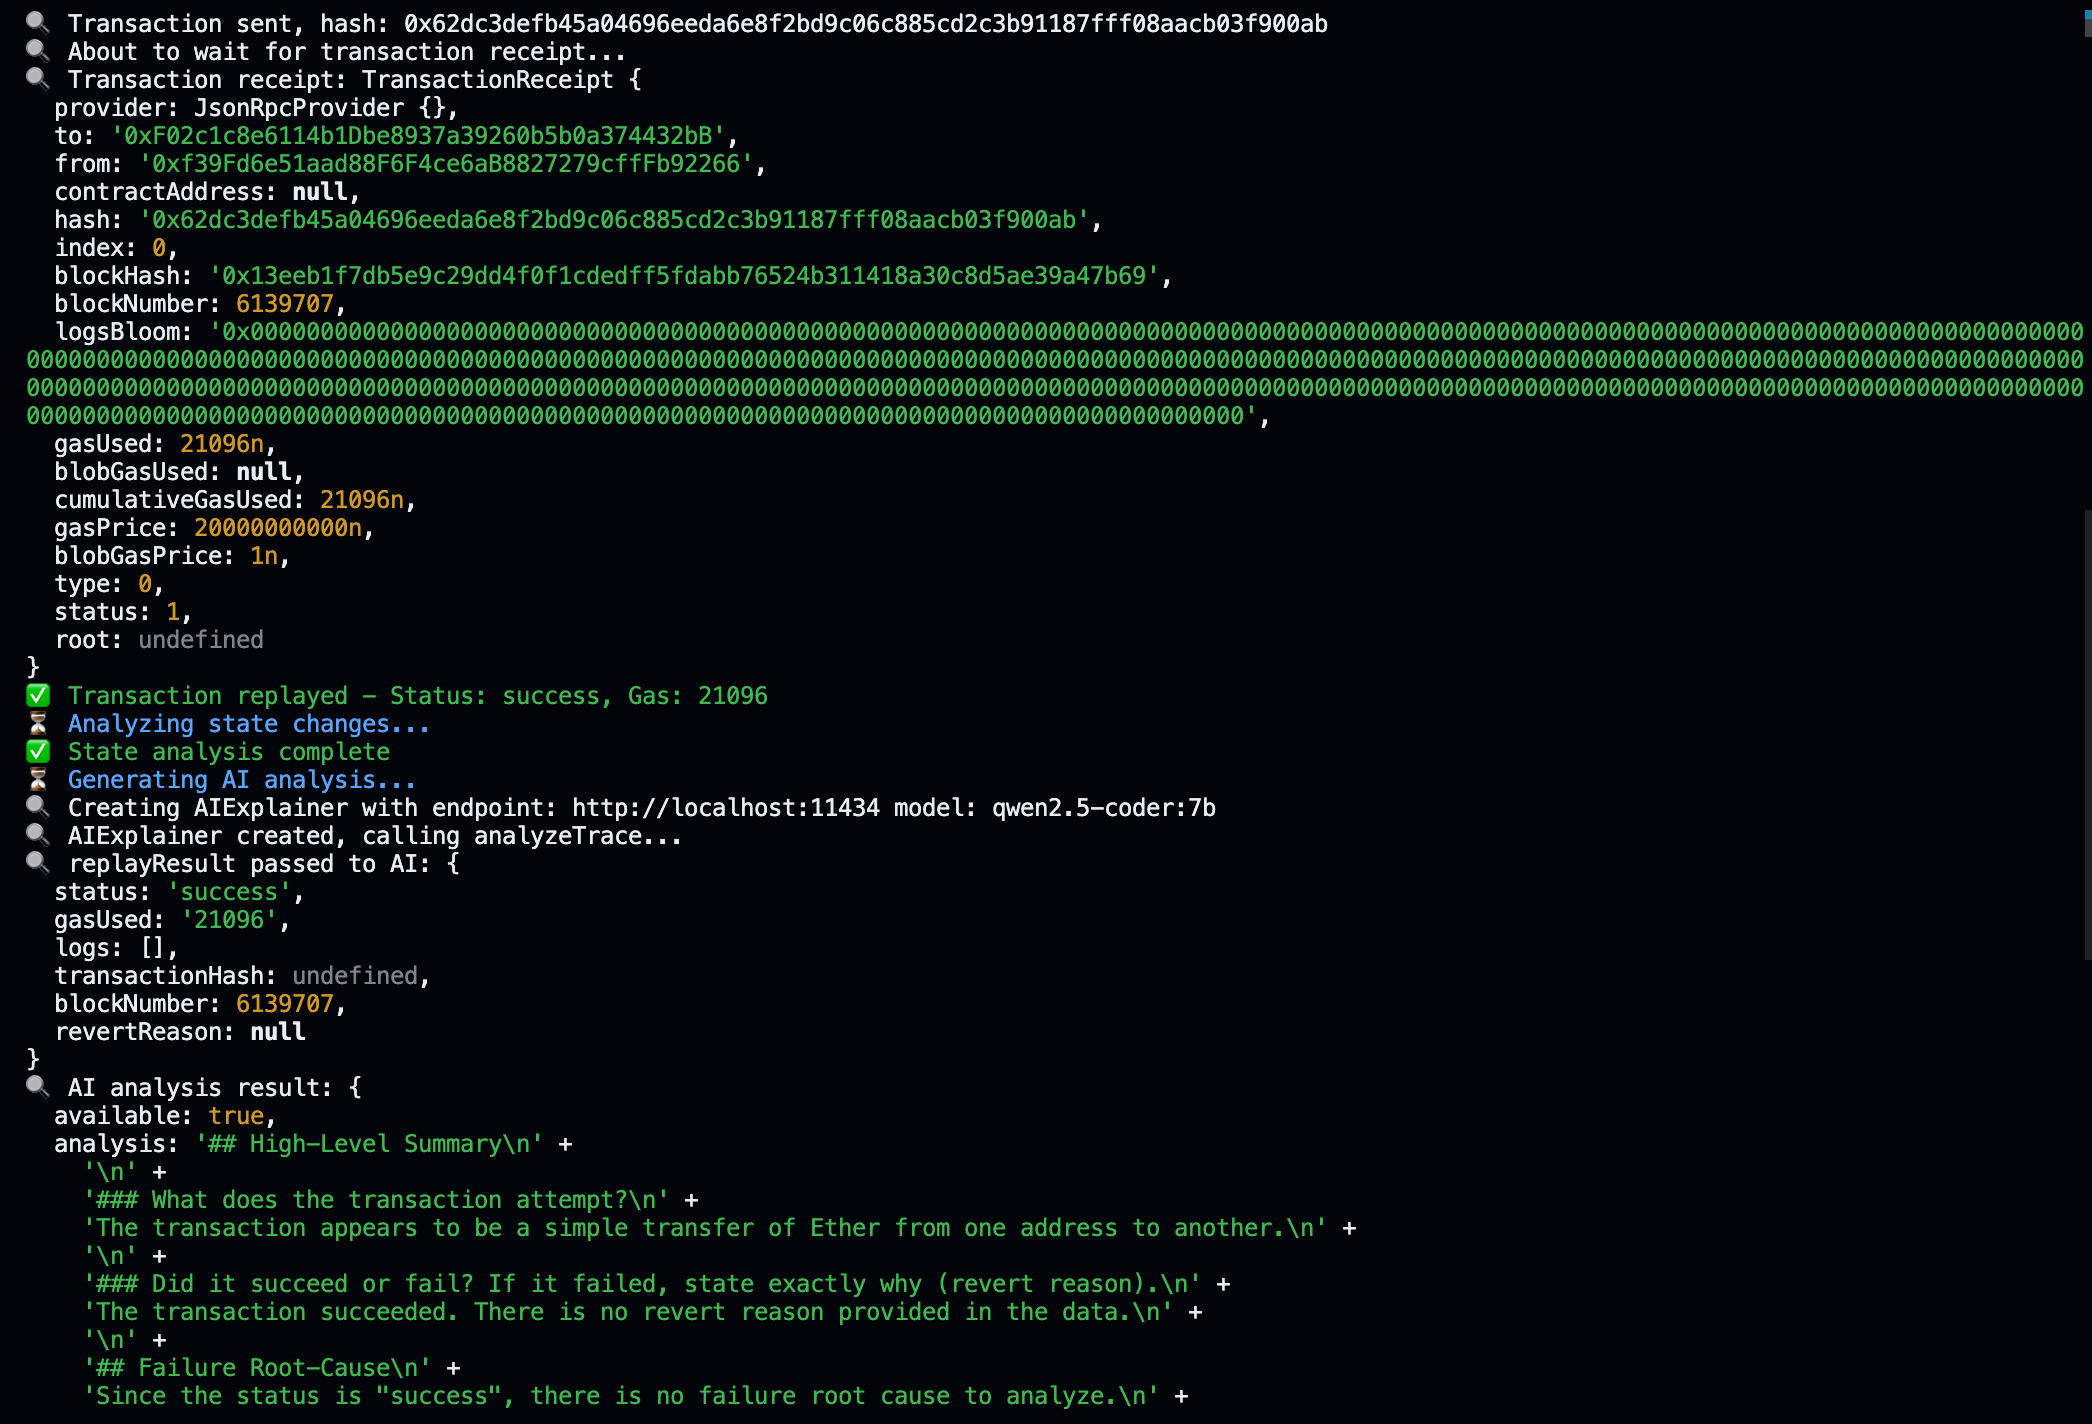 🔍 Transaction sent, hash: 0x62dc3defb45a04696eeda6e8f2bd9c06c885cd2c3b91187fff08aacb03f900ab
🔍 About to wait for transaction receipt...
🔍 Transaction receipt: TransactionReceipt {
  provider: JsonRpcProvider {},
  to: '0xF02c1c8e6114b1Dbe8937a39260b5b0a374432bB',
  from: '0xf39Fd6e51aad88F6F4ce6aB8827279cffFb92266',
  contractAddress: null,
  hash: '0x62dc3defb45a04696eeda6e8f2bd9c06c885cd2c3b91187fff08aacb03f900ab',
  index: 0,
  blockHash: '0x13eeb1f7db5e9c29dd4f0f1cdedff5fdabb76524b311418a30c8d5ae39a47b69',
  blockNumber: 6139707,
  logsBloom: '0x00000000000000000000000000000000000000000000000000000000000000000000000000000000000000000000000000000000000000000000000000000000000
000000000000000000000000000000000000000000000000000000000000000000000000000000000000000000000000000000000000000000000000000000000000000000000000000
000000000000000000000000000000000000000000000000000000000000000000000000000000000000000000000000000000000000000000000000000000000000000000000000000
000000000000000000000000000000000000000000000000000000000000000000000000000000000000000',
  gasUsed: 21096n,
  blobGasUsed: null,
  cumulativeGasUsed: 21096n,
  gasPrice: 20000000000n,
  blobGasPrice: 1n,
  type: 0,
  status: 1,
  root: undefined
}
✅ Transaction replayed – Status: success, Gas: 21096
⏳ Analyzing state changes...
✅ State analysis complete
⏳ Generating AI analysis...
🔍 Creating AIExplainer with endpoint: http://localhost:11434 model: qwen2.5-coder:7b
🔍 AIExplainer created, calling analyzeTrace...
🔍 replayResult passed to AI: {
  status: 'success',
  gasUsed: '21096',
  logs: [],
  transactionHash: undefined,
  blockNumber: 6139707,
  revertReason: null
}
🔍 AI analysis result: {
  available: true,
  analysis: '## High-Level Summary\n' +
    '\n' +
    '### What does the transaction attempt?\n' +
    'The transaction appears to be a simple transfer of Ether from one address to another.\n' +
    '\n' +
    '### Did it succeed or fail? If it failed, state exactly why (revert reason).\n' +
    'The transaction succeeded. There is no revert reason provided in the data.\n' +
    '\n' +
    '## Failure Root-Cause\n' +
    'Since the status is "success", there is no failure root cause to analyze.\n' +